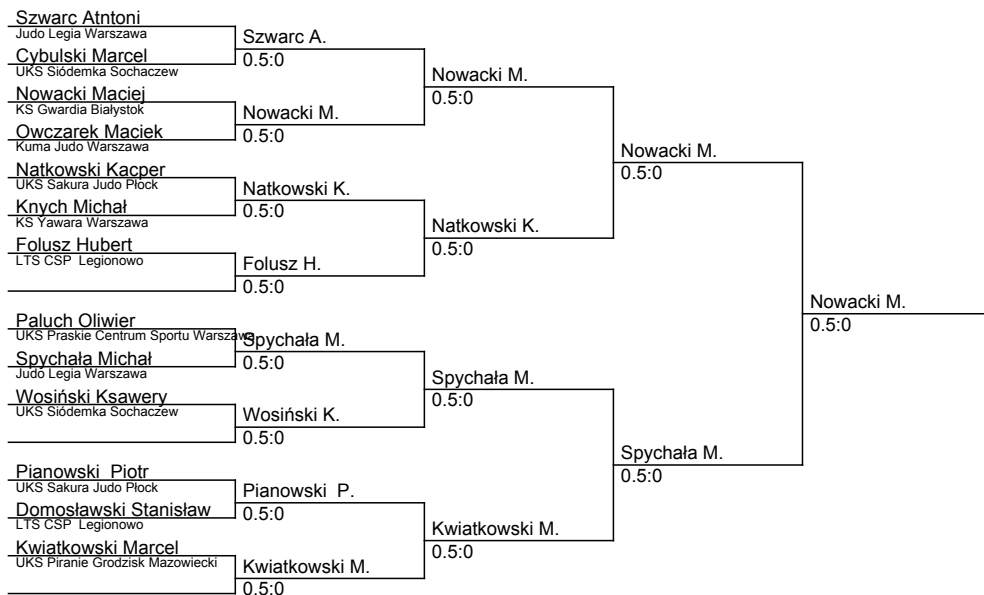 Szwarc Atntoni
Judo Legia Warszawa
Cybulski Marcel
UKS Siódemka Sochaczew
Nowacki Maciej
KS Gwardia Białystok
Owczarek Maciek
Kuma Judo Warszawa
Natkowski Kacper
UKS Sakura Judo Płock
Knych Michał
KS Yawara Warszawa
Folusz Hubert
LTS CSP  Legionowo
Paluch Oliwier
UKS Praskie Centrum Sportu Warszawa
Spychała Michał
Judo Legia Warszawa
Wosiński Ksawery
UKS Siódemka Sochaczew
Pianowski  Piotr
UKS Sakura Judo Płock
Domosławski Stanisław
LTS CSP  Legionowo
Kwiatkowski Marcel
UKS Piranie Grodzisk Mazowiecki
Szwarc A.
0.5:0
Nowacki M.
0.5:0
Natkowski K.
0.5:0
Folusz H.
0.5:0
Spychała M.
0.5:0
Wosiński K.
0.5:0
Pianowski  P.
0.5:0
Kwiatkowski M.
0.5:0
Nowacki M.
0.5:0
Natkowski K.
0.5:0
Spychała M.
0.5:0
Kwiatkowski M.
0.5:0
Nowacki M.
0.5:0
Spychała M.
0.5:0
Nowacki M.
0.5:0